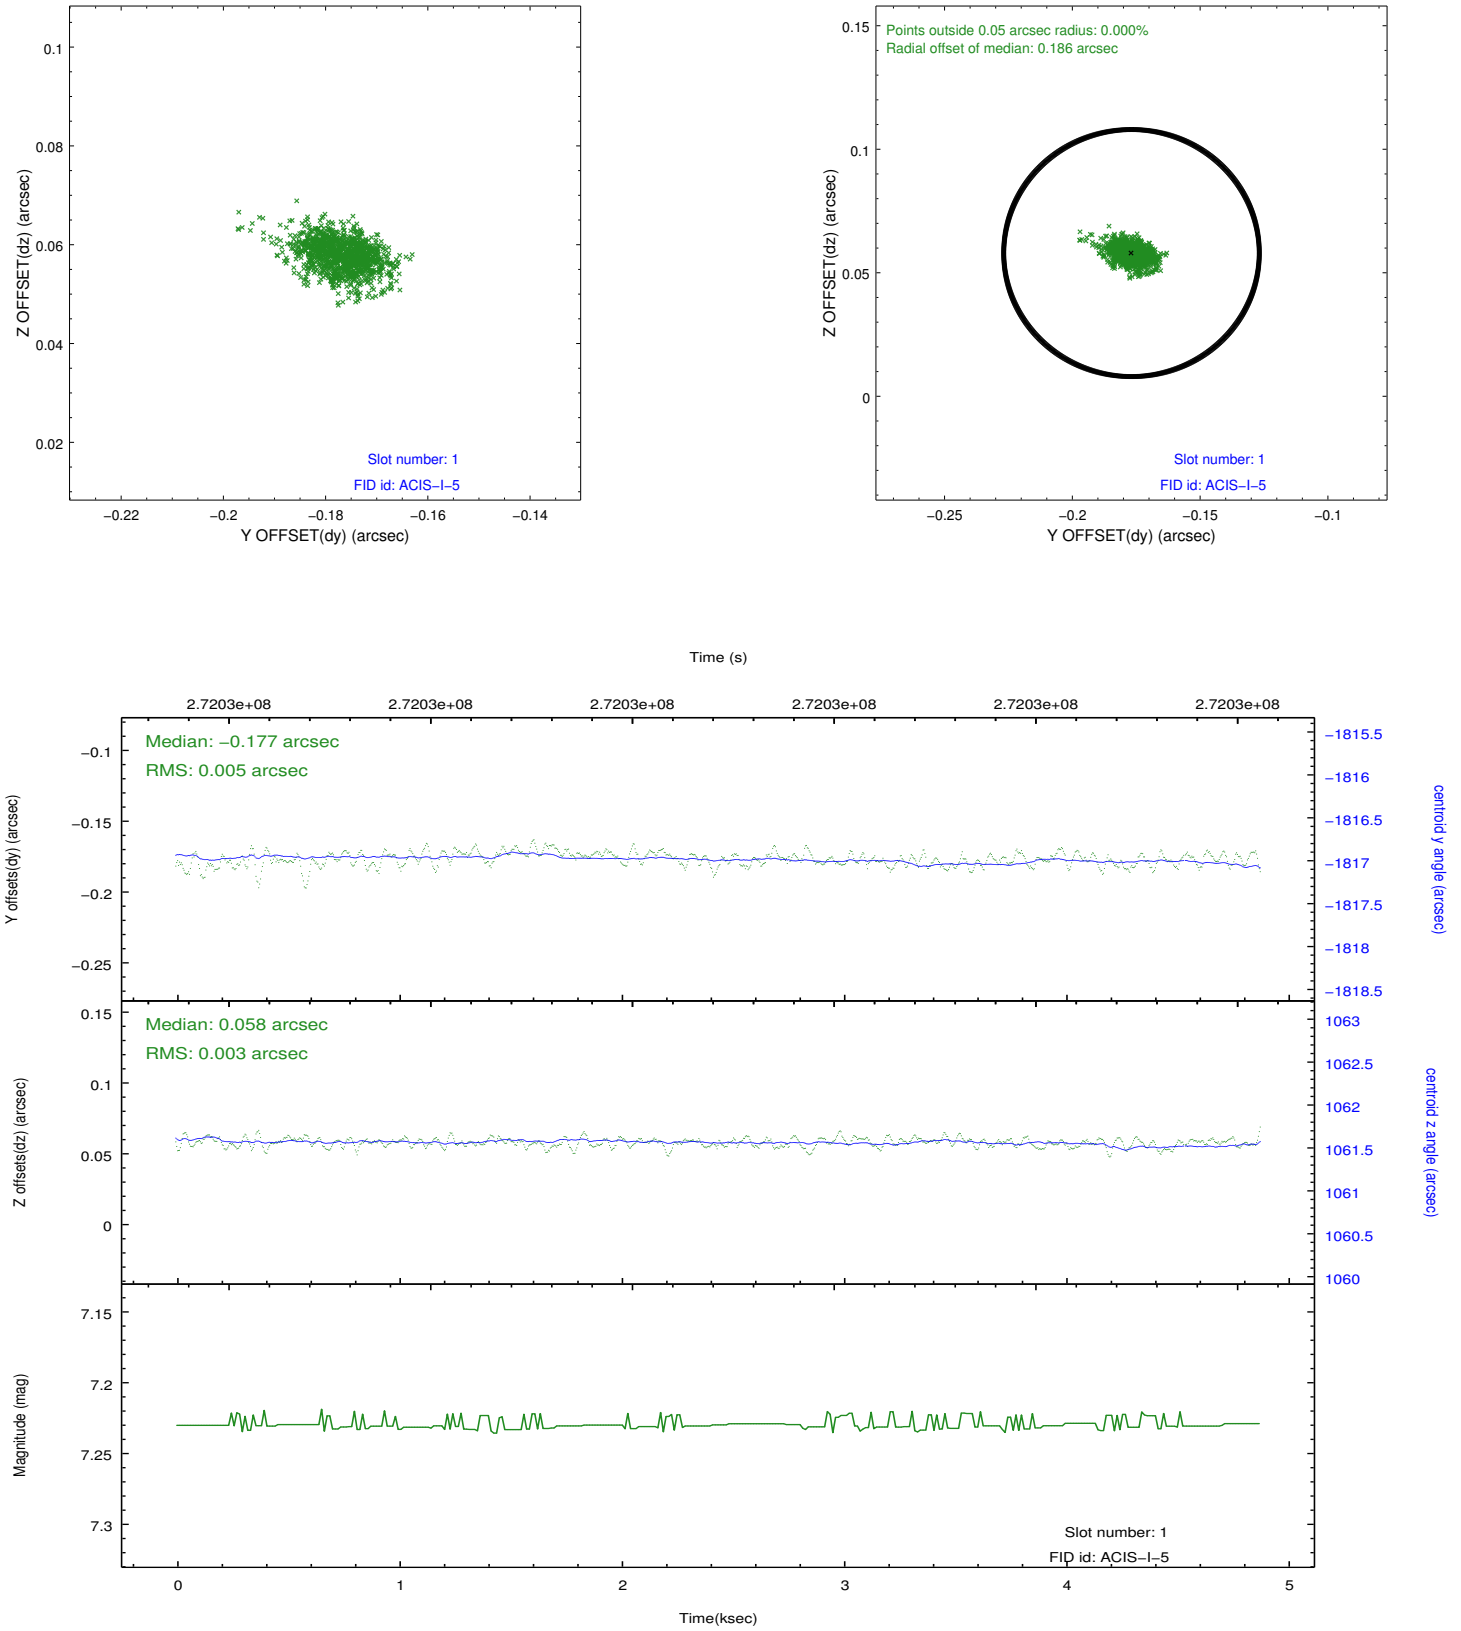 0.1
0.08
0.06
0.04
0.02
Z OFFSET(dz) (arcsec)
Slot number: 1
FID id: ACIS−I−5
−0.22 −0.2 −0.18 −0.16 −0.14
Y OFFSET(dy) (arcsec)
Points outside 0.05 arcsec radius: 0.000%
Radial offset of median: 0.186 arcsec
0.15
0.1
0.05
0
Z OFFSET(dz) (arcsec)
Slot number: 1
FID id: ACIS−I−5
−0.25 −0.2 −0.15 −0.1
Y OFFSET(dy) (arcsec)
Time (s)
2.7203e+08 2.7203e+08 2.7203e+08 2.7203e+08 2.7203e+08 2.7203e+08
Median: −0.177 arcsec
RMS: 0.005 arcsec
−0.1
−0.15
−0.2
−0.25
Y offsets(dy) (arcsec)
−1815.5
−1816
−1816.5
−1817
−1817.5
−1818
−1818.5
centroid y angle (arcsec)
Median: 0.058 arcsec
RMS: 0.003 arcsec
0.15
0.1
0.05
0
Z offsets(dz) (arcsec)
1063
1062.5
1062
1061.5
1061
1060.5
1060
centroid z angle (arcsec)
7.15
7.2
7.25
7.3
Magnitude (mag)
Slot number: 1
FID id: ACIS−I−5
0 1 2 3 4 5
Time(ksec)